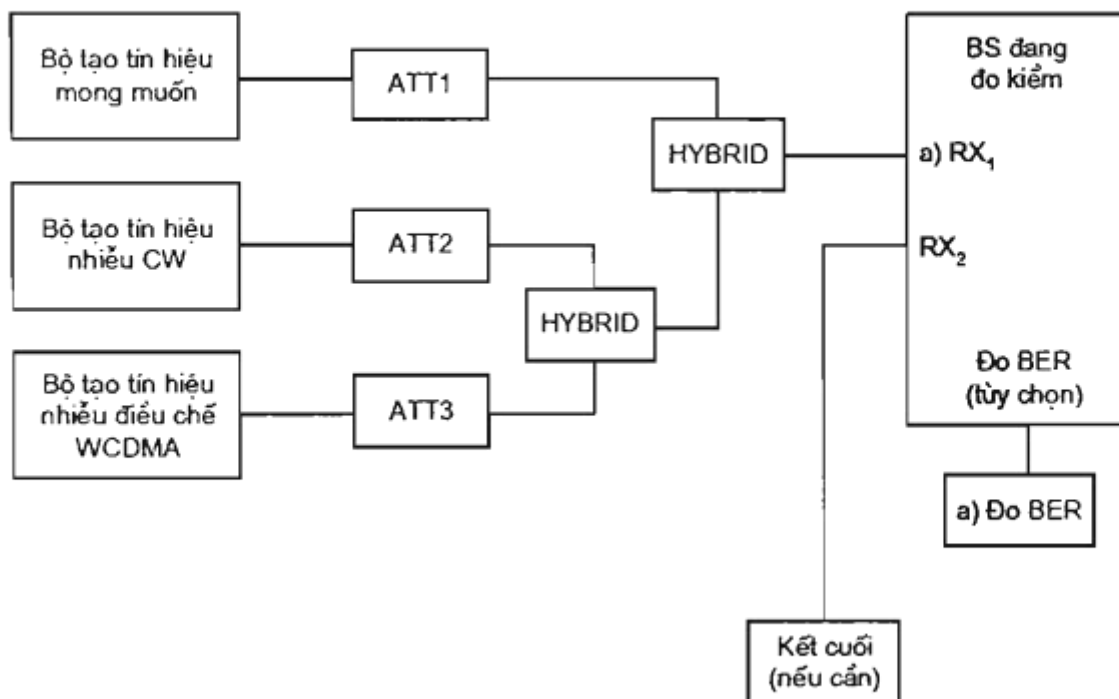 Bộ tạo tín hiệu
mong muốn
ATT1
BS đang
đo kiểm
HYBRID
a) RX₁
Bộ tạo tín hiệu
nhiễu CW
ATT2
RX₂
HYBRID
Bộ tạo tín hiệu
nhiễu điều chế
WCDMA
ATT3
Đo BER
(tùy chọn)
a) Đo BER
Kết cuối
(nếu cần)